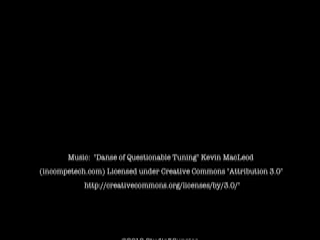 Music:  "Danse of Questionable Tuning" Kevin MacLeod
(incompetech.com) Licensed under Creative Commons "Attribution 3.0"
http://creativecommons.org/licenses/by/3.0/"